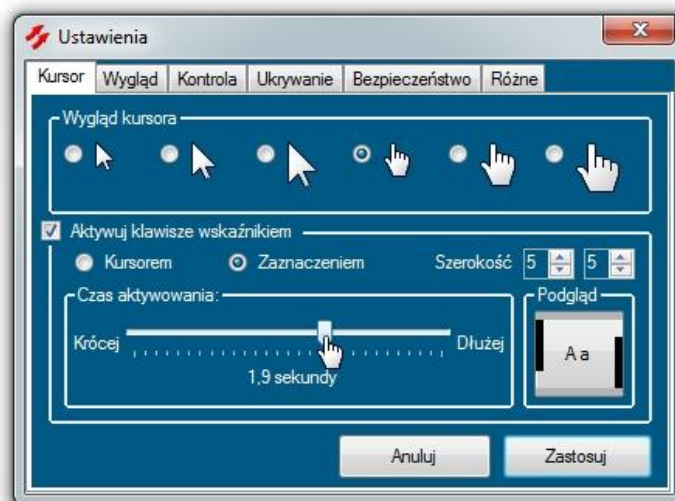 Ustawienia
Kursor Wygląd Kontrola Ukrywanie Bezpieczeństwo Różne
Wygląd kursora
Aktywuj klawisze wskaźnikiem
Kursorem Zaznaczeniem Szerokość 5 5
Czas aktywowania: Podgląd
Krócej Dłużej A a
1,9 sekundy
Anuluj Zastosuj